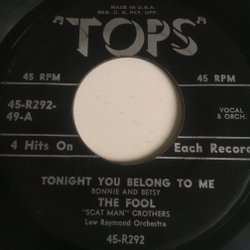 MADE IN U.S.A.
REG. U. S. PAT. OFF.
"TOPS"
45 RPM 45 RPM
45-R292-
49-A
VOCAL
& ORCH.
4 Hits On Each Record
TONIGHT YOU BELONG TO ME
BONNIE AND BETSY
THE FOOL
"SCAT MAN" CROTHERS
Lew Raymond Orchestra
45-R292